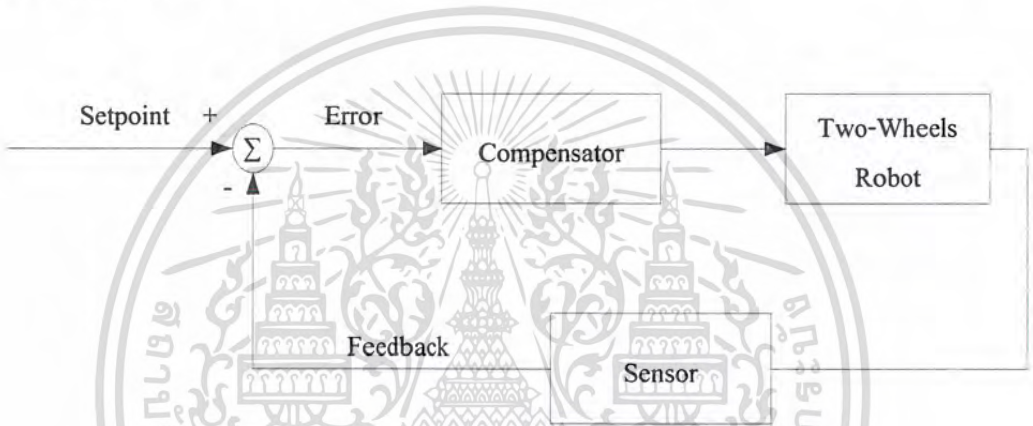 Setpoint
+
Error
Σ
-
Compensator
Two-Wheels
Robot
Feedback
Sensor